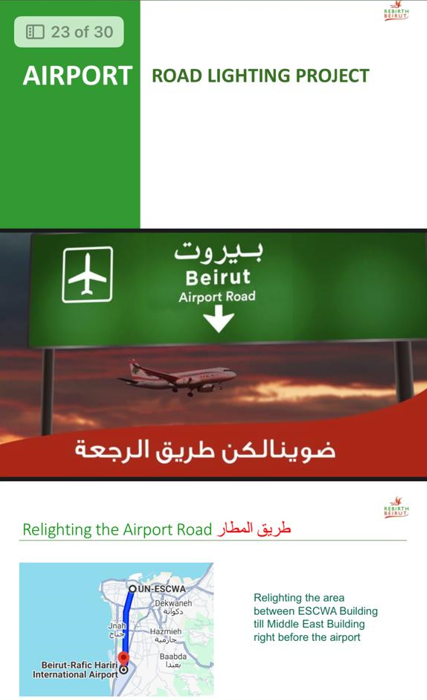 REBIRTH
BEIRUT
23 of 30
AIRPORT ROAD LIGHTING PROJECT
بيروت
Beirut
Airport Road
ضوينالكن طريق الرجعة
REBIRTH
BEIRUT
Relighting the Airport Road طريق المطار
UN-ESCWA
Dekwaneh
دكوانة
Jnah
جناح
Hazmieh
حازمية
Baabda
بعبدا
Beirut-Rafic Hariri
International Airport
Relighting the area
between ESCWA Building
till Middle East Building
right before the airport